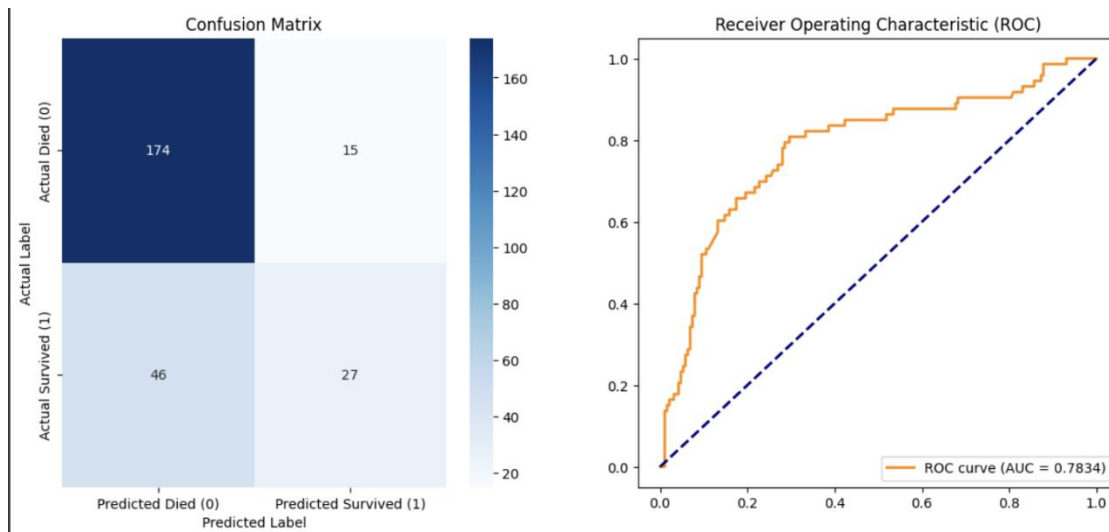 Confusion Matrix
Actual Label
Actual Died (0)
Actual Survived (1)
174
15
46
27
Predicted Died (0)
Predicted Survived (1)
Predicted Label
160
140
120
100
80
60
40
20
Receiver Operating Characteristic (ROC)
1.0
0.8
0.6
0.4
0.2
0.0
0.0
0.2
0.4
0.6
0.8
1.0
ROC curve (AUC = 0.7834)